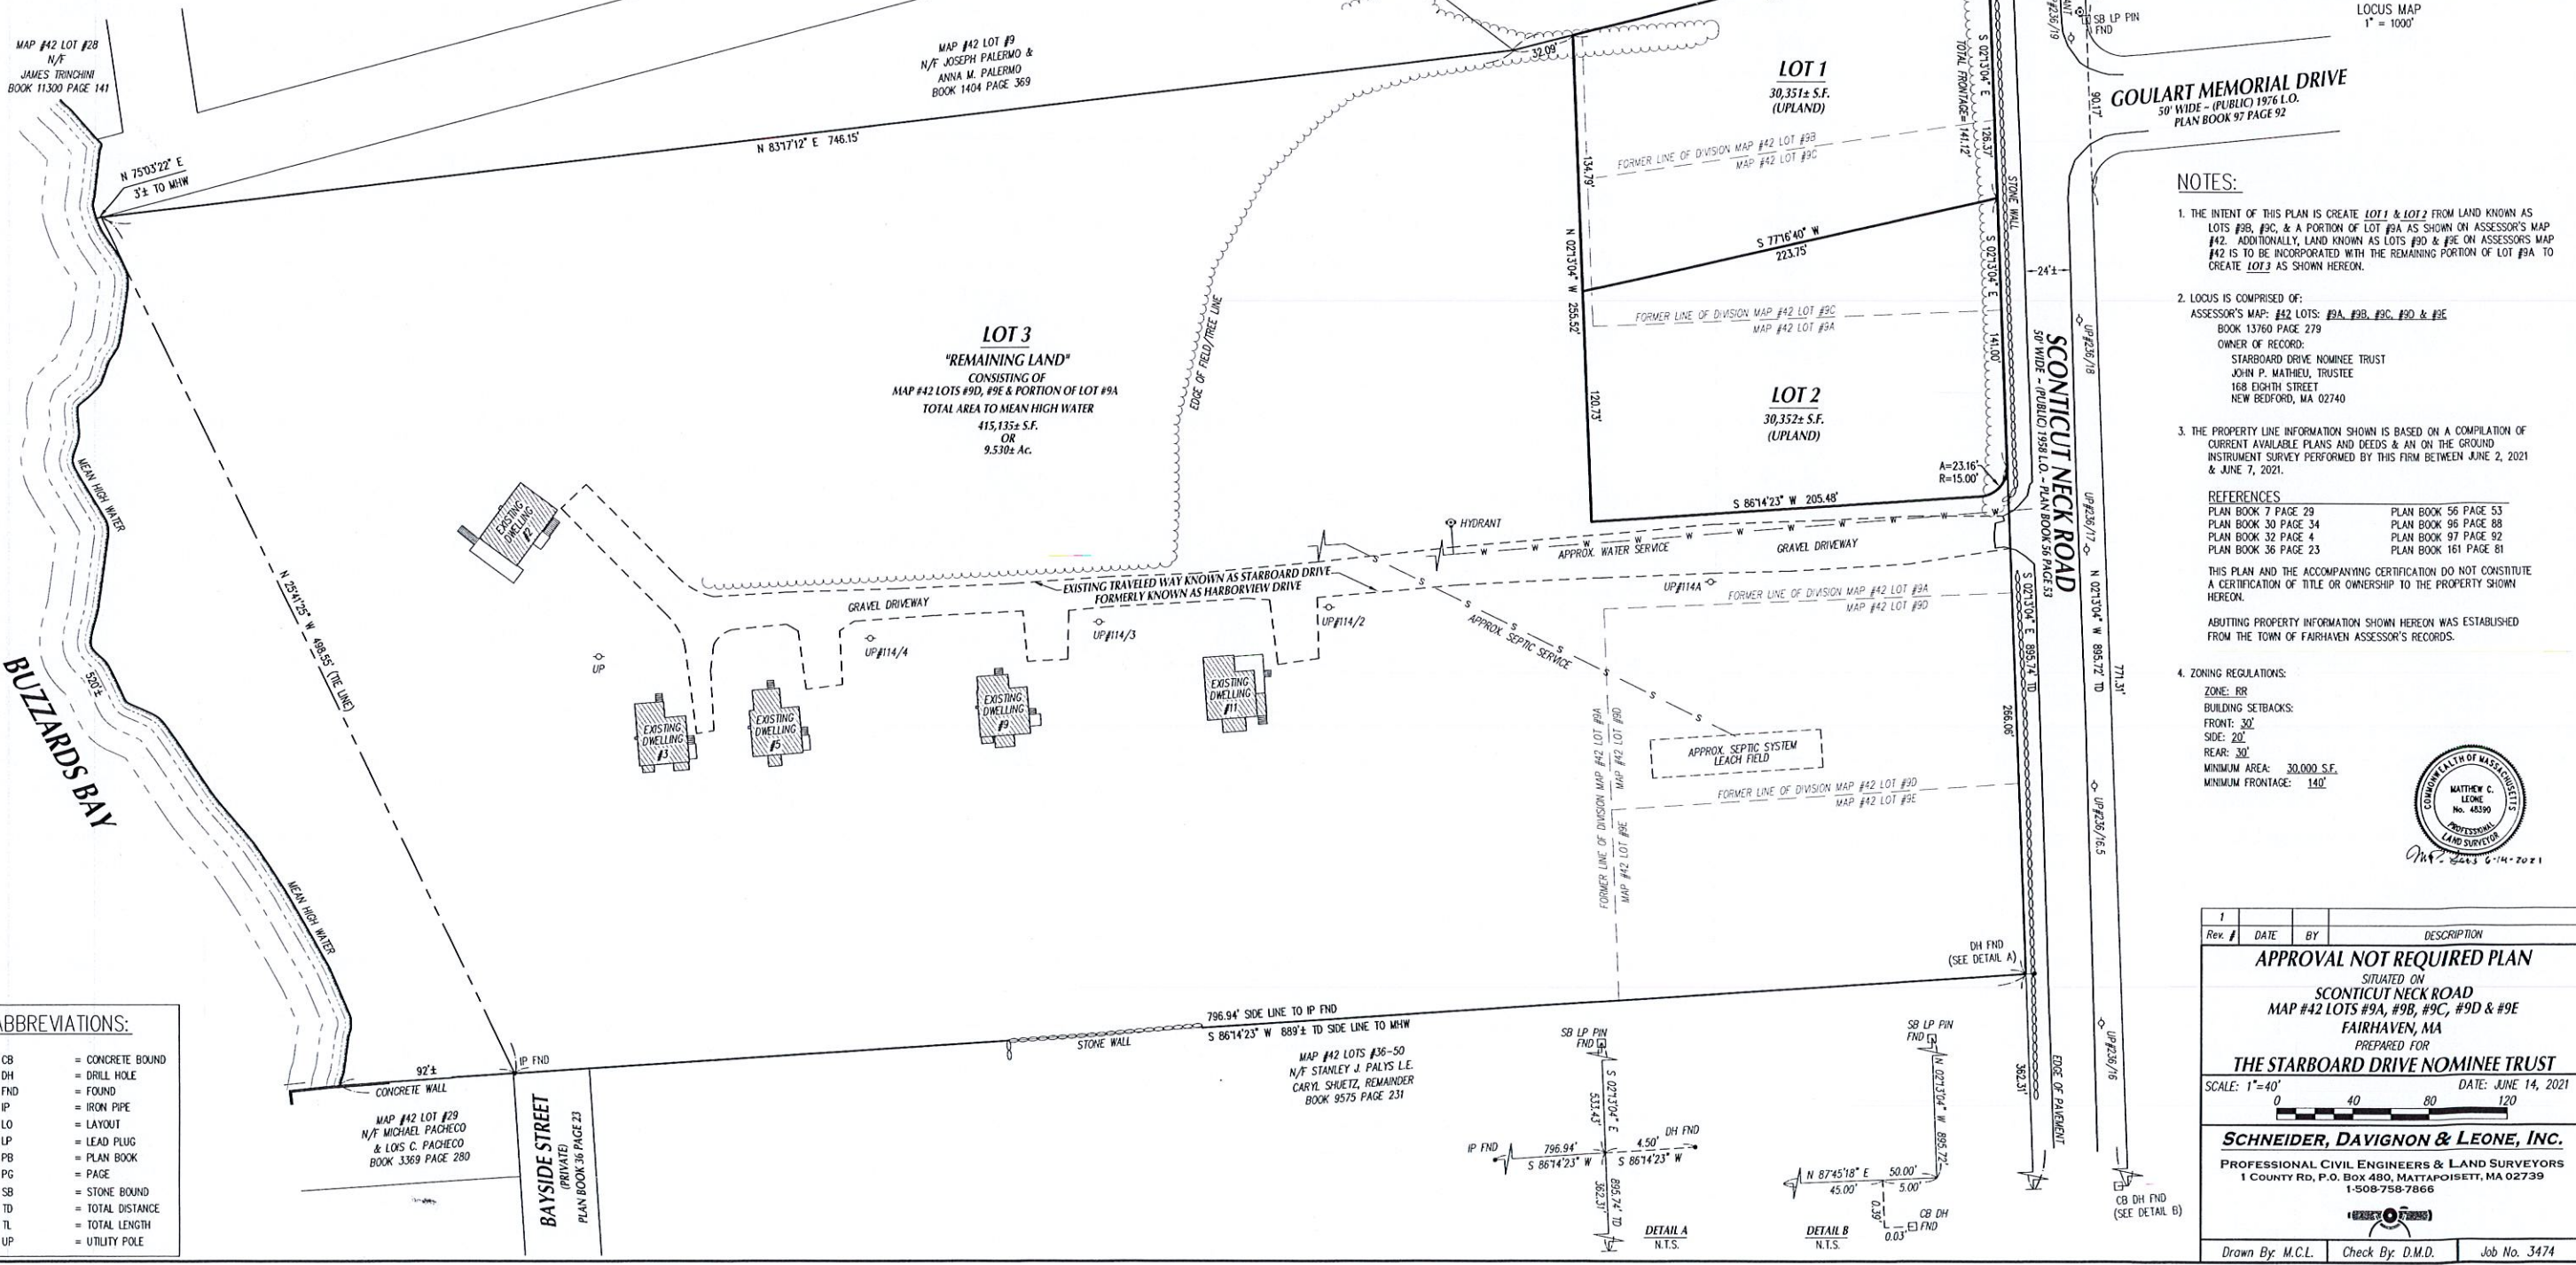 MAP #42 LOT #28
N/F
JAMES TRINCHINI
BOOK 11300 PAGE 141
MAP #42 LOT #9
N/F JOSEPH PALERMO &
ANNA M. PALERMO
BOOK 1404 PAGE 369
N 75°03'22" E
3'± TO MHW
N 83°17'12" E 746.15'
32.09'
LOT 1
30,351± S.F.
(UPLAND)
FORMER LINE OF DIVISION MAP #42 LOT #9B
MAP #42 LOT #9C
134.79'
N 02°13'04" W 255.52'
120.73'
S 77°16'40" W
223.75'
FORMER LINE OF DIVISION MAP #42 LOT #9C
MAP #42 LOT #9A
LOT 2
30,352± S.F.
(UPLAND)
A=23.16'
R=15.00'
S 86°14'23" W 205.48'
S 02°13'04" E 126.37'
TOTAL FRONTAGE= 141.12'
STONE WALL
S 02°13'04" E 141.00'
24'±
SB LP PIN
FND
LOCUS MAP
1" = 1000'
GOULART MEMORIAL DRIVE
50' WIDE ~ (PUBLIC) 1976 L.O.
PLAN BOOK 97 PAGE 92
90.17'
UP#236/18
SCONTICUT NECK ROAD
50' WIDE ~ (PUBLIC) 1958 L.O. ~ PLAN BOOK 56 PAGE 53
UP#236/17
N 02°13'04" W 895.72' TD
771.31'
S 02°13'04" E 895.74' TD
266.06'
UP#236/16.5
UP#236/16
EDGE OF PAVEMENT
362.31'
CB DH FND
(SEE DETAIL B)
LOT 3
"REMAINING LAND"
CONSISTING OF
MAP #42 LOTS #9D, #9E & PORTION OF LOT #9A
TOTAL AREA TO MEAN HIGH WATER
415,135± S.F.
OR
9.530± Ac.
EDGE OF FIELD/TREE LINE
MEAN HIGH WATER
N 25°41'25" W 498.55' (TIE LINE)
520'±
BUZZARDS BAY
MEAN HIGH WATER
EXISTING
DWELLING
#2
HYDRANT
APPROX. WATER SERVICE
GRAVEL DRIVEWAY
EXISTING TRAVELED WAY KNOWN AS STARBOARD DRIVE
FORMERLY KNOWN AS HARBORVIEW DRIVE
GRAVEL DRIVEWAY
UP
UP#114/4
UP#114/3
UP#114/2
UP#114A
FORMER LINE OF DIVISION MAP #42 LOT #9A
MAP #42 LOT #9D
APPROX. SEPTIC SERVICE
EXISTING
DWELLING
#3
EXISTING
DWELLING
#5
EXISTING
DWELLING
#9
EXISTING
DWELLING
#11
APPROX. SEPTIC SYSTEM
LEACH FIELD
FORMER LINE OF DIVISION MAP #42 LOT #9D
MAP #42 LOT #9E
FORMER LINE OF DIVISION MAP #42 LOT #9A
MAP #42 LOT #9E MAP #42 LOT #9D
DH FND
(SEE DETAIL A)
796.94' SIDE LINE TO IP FND
S 86°14'23" W 889'± TD SIDE LINE TO MHW
STONE WALL
IP FND
92'±
CONCRETE WALL
MAP #42 LOT #29
N/F MICHAEL PACHECO
& LOIS C. PACHECO
BOOK 3369 PAGE 280
BAYSIDE STREET
(PRIVATE)
PLAN BOOK 36 PAGE 23
MAP #42 LOTS #36-50
N/F STANLEY J. PALYS L.E.
CARYL SHUETZ, REMAINDER
BOOK 9575 PAGE 231
SB LP PIN
FND
S 02°13'04" E
533.43'
IP FND
796.94'
S 86°14'23" W
4.50'
DH FND
S 86°14'23" W
895.74' TD
362.31'
DETAIL A
N.T.S.
SB LP PIN
FND
N 02°13'04" W 895.72'
N 87°45'18" E 50.00'
45.00' 5.00'
0.39'
CB DH
FND
0.03'
DETAIL B
N.T.S.
ABBREVIATIONS:
CB = CONCRETE BOUND
DH = DRILL HOLE
FND = FOUND
IP = IRON PIPE
LO = LAYOUT
LP = LEAD PLUG
PB = PLAN BOOK
PG = PAGE
SB = STONE BOUND
TD = TOTAL DISTANCE
TL = TOTAL LENGTH
UP = UTILITY POLE
NOTES:
1. THE INTENT OF THIS PLAN IS CREATE LOT 1 & LOT 2 FROM LAND KNOWN AS
LOTS #9B, #9C, & A PORTION OF LOT #9A AS SHOWN ON ASSESSOR'S MAP
#42. ADDITIONALLY, LAND KNOWN AS LOTS #9D & #9E ON ASSESSORS MAP
#42 IS TO BE INCORPORATED WITH THE REMAINING PORTION OF LOT #9A TO
CREATE LOT 3 AS SHOWN HEREON.
2. LOCUS IS COMPRISED OF:
ASSESSOR'S MAP: #42 LOTS: #9A, #9B, #9C, #9D & #9E
BOOK 13760 PAGE 279
OWNER OF RECORD:
STARBOARD DRIVE NOMINEE TRUST
JOHN P. MATHIEU, TRUSTEE
168 EIGHTH STREET
NEW BEDFORD, MA 02740
3. THE PROPERTY LINE INFORMATION SHOWN IS BASED ON A COMPILATION OF
CURRENT AVAILABLE PLANS AND DEEDS & AN ON THE GROUND
INSTRUMENT SURVEY PERFORMED BY THIS FIRM BETWEEN JUNE 2, 2021
& JUNE 7, 2021.
REFERENCES
PLAN BOOK 7 PAGE 29 PLAN BOOK 56 PAGE 53
PLAN BOOK 30 PAGE 34 PLAN BOOK 96 PAGE 88
PLAN BOOK 32 PAGE 4 PLAN BOOK 97 PAGE 92
PLAN BOOK 36 PAGE 23 PLAN BOOK 161 PAGE 81
THIS PLAN AND THE ACCOMPANYING CERTIFICATION DO NOT CONSTITUTE
A CERTIFICATION OF TITLE OR OWNERSHIP TO THE PROPERTY SHOWN
HEREON.
ABUTTING PROPERTY INFORMATION SHOWN HEREON WAS ESTABLISHED
FROM THE TOWN OF FAIRHAVEN ASSESSOR'S RECORDS.
4. ZONING REGULATIONS:
ZONE: RR
BUILDING SETBACKS:
FRONT: 30'
SIDE: 20'
REAR: 30'
MINIMUM AREA: 30,000 S.F.
MINIMUM FRONTAGE: 140'
COMMONWEALTH OF MASSACHUSETTS
MATTHEW C.
LEONE
No. 48390
PROFESSIONAL
LAND SURVEYOR
6-14-2021
1
Rev. # DATE BY DESCRIPTION
APPROVAL NOT REQUIRED PLAN
SITUATED ON
SCONTICUT NECK ROAD
MAP #42 LOTS #9A, #9B, #9C, #9D & #9E
FAIRHAVEN, MA
PREPARED FOR
THE STARBOARD DRIVE NOMINEE TRUST
SCALE: 1"=40' DATE: JUNE 14, 2021
0 40 80 120
SCHNEIDER, DAVIGNON & LEONE, INC.
PROFESSIONAL CIVIL ENGINEERS & LAND SURVEYORS
1 COUNTY RD, P.O. BOX 480, MATTAPOISETT, MA 02739
1-508-758-7866
Drawn By: M.C.L. Check By: D.M.D. Job No. 3474